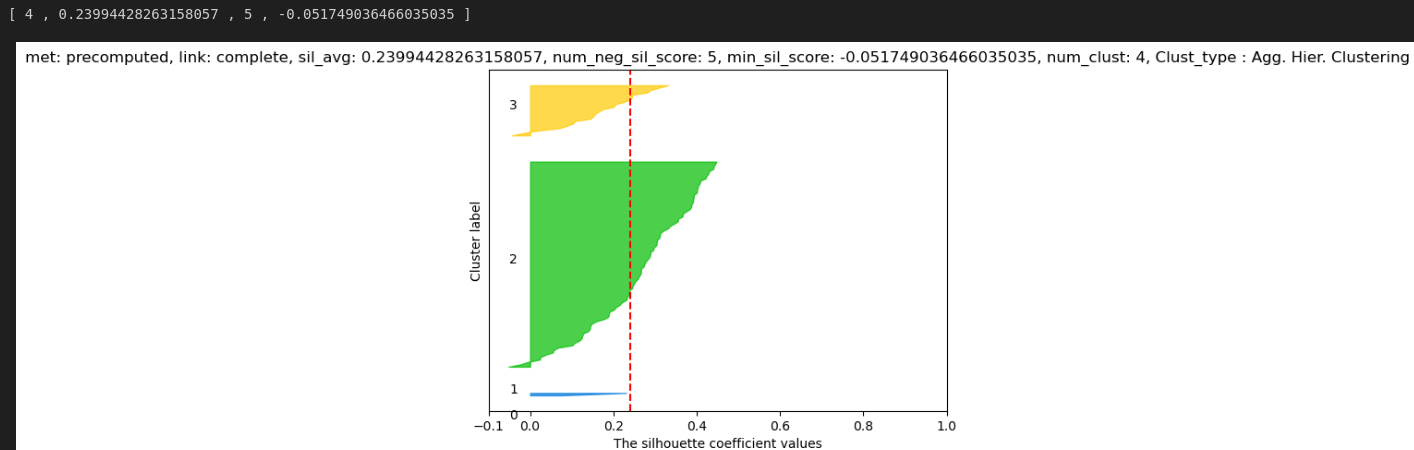 [ 4 , 0.23994428263158057 , 5 , -0.051749036466035035 ]
met: precomputed, link: complete, sil_avg: 0.23994428263158057, num_neg_sil_score: 5, min_sil_score: -0.051749036466035035, num_clust: 4, Clust_type : Agg. Hier. Clustering
3
Cluster label
2
1
0
−0.1 0.0 0.2 0.4 0.6 0.8 1.0
The silhouette coefficient values